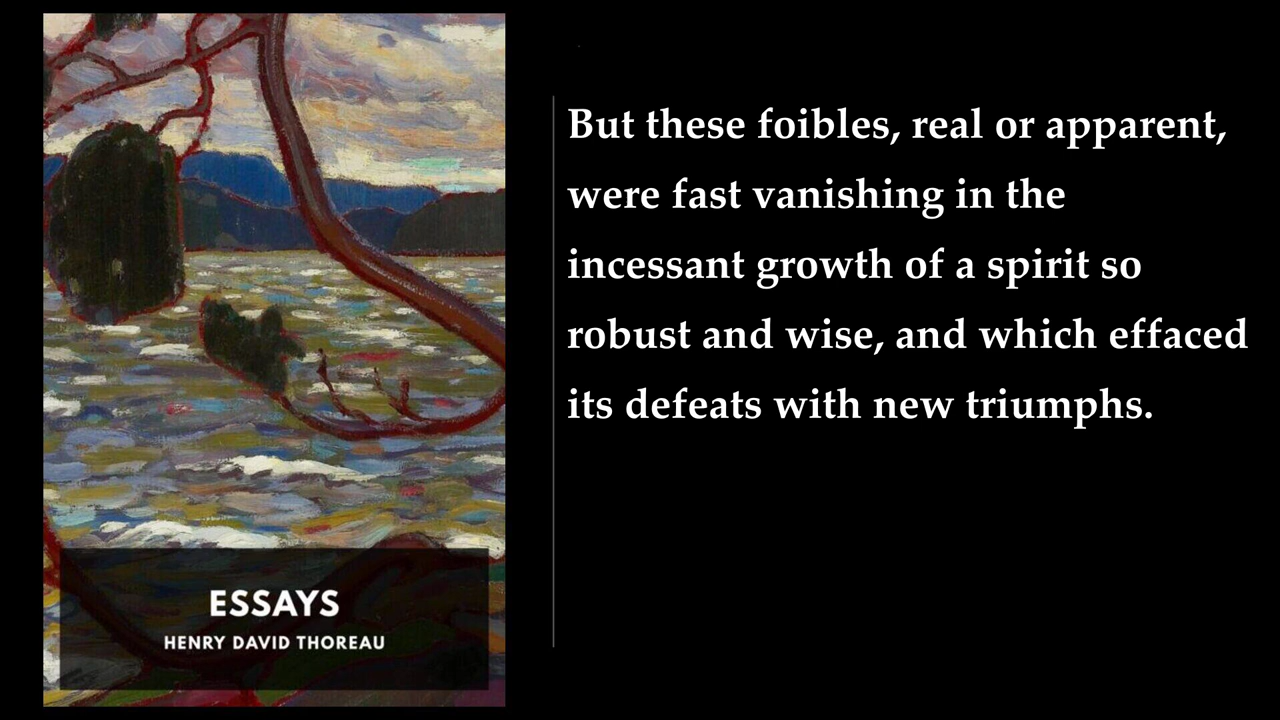 ESSAYS
HENRY DAVID THOREAU
But these foibles, real or apparent,
were fast vanishing in the
incessant growth of a spirit so
robust and wise, and which effaced
its defeats with new triumphs.